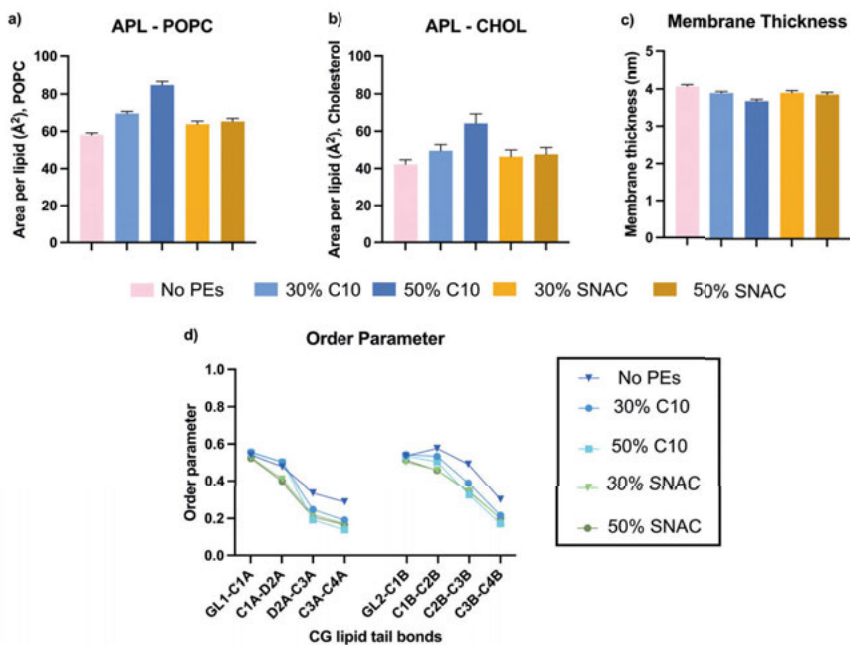 a)
APL - POPC
Area per lipid (Å²), POPC
100
80
60
40
20
0
b)
APL - CHOL
Area per lipid (Å²), Cholesterol
100
80
60
40
20
0
c)
Membrane Thickness
Membrane thickness (nm)
5
4
3
2
1
0
No PEs
30% C10
50% C10
30% SNAC
50% SNAC
d)
Order Parameter
Order parameter
1.0
0.8
0.6
0.4
0.2
0.0
GL1-C1A
C1A-D2A
D2A-C3A
C3A-C4A
GL2-C1B
C1B-C2B
C2B-C3B
C3B-C4B
CG lipid tail bonds
No PEs
30% C10
50% C10
30% SNAC
50% SNAC